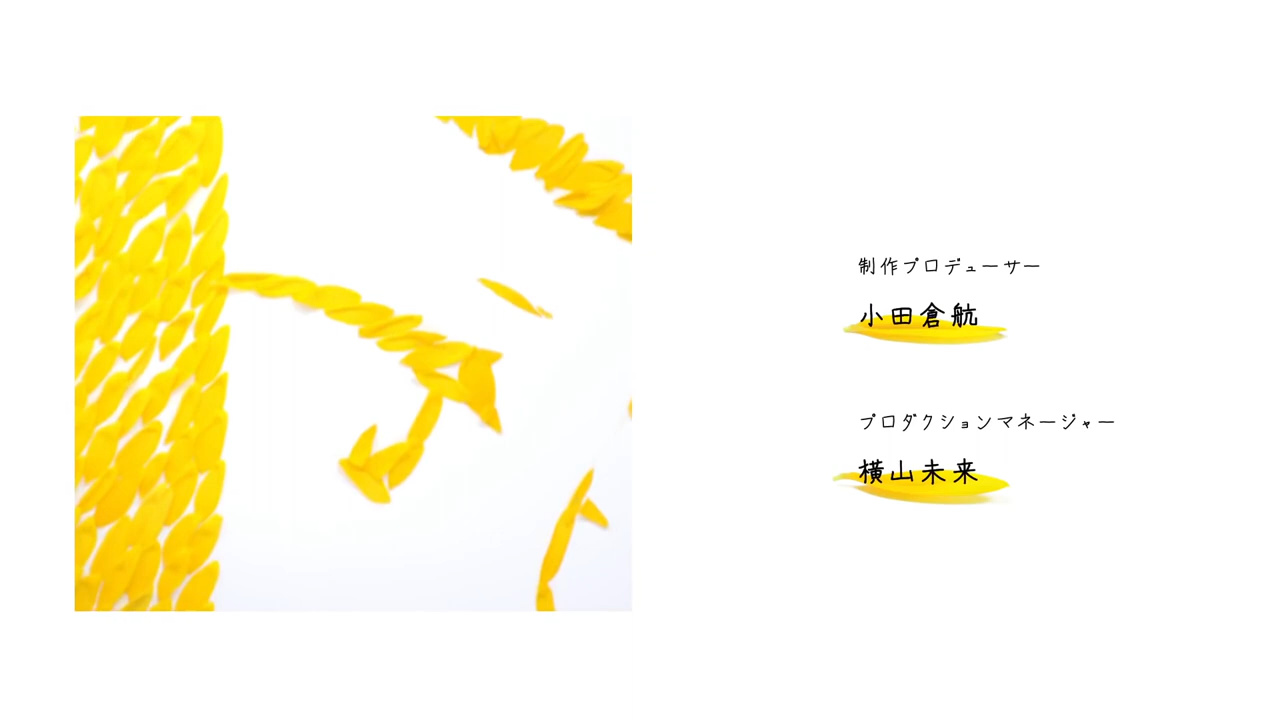 制作プロデューサー
小田倉航
プロダクションマネージャー
横山未来